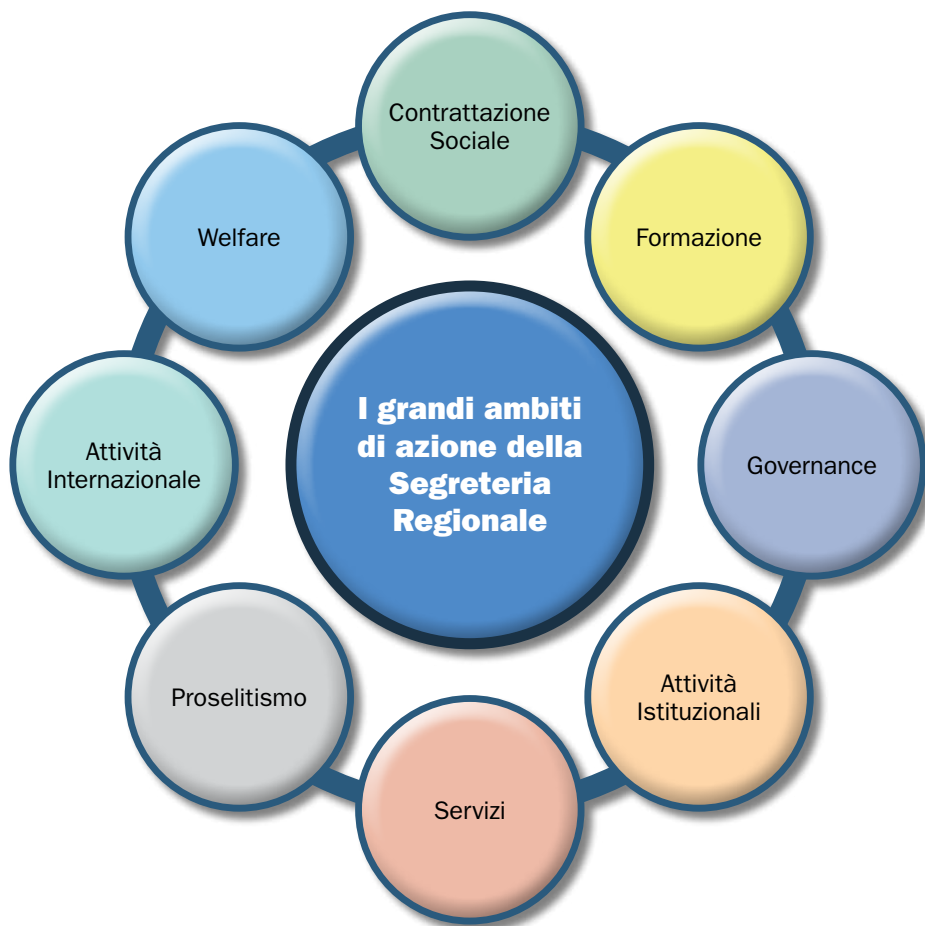 Contrattazione
Sociale
Formazione
Governance
Attività
Istituzionali
Servizi
Proselitismo
Attività
Internazionale
Welfare
I grandi ambiti
di azione della
Segreteria
Regionale